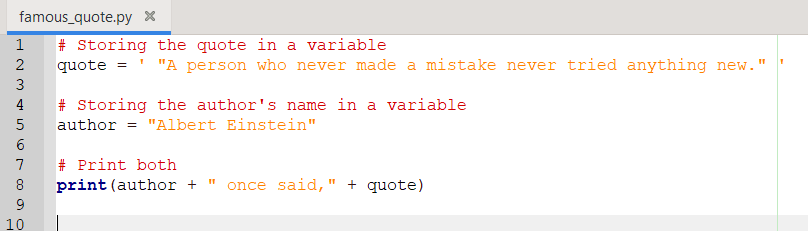 famous_quote.py ✕
1 # Storing the quote in a variable
2 quote = ' "A person who never made a mistake never tried anything new." '
3
4 # Storing the author's name in a variable
5 author = "Albert Einstein"
6
7 # Print both
8 print(author + " once said," + quote)
9
10